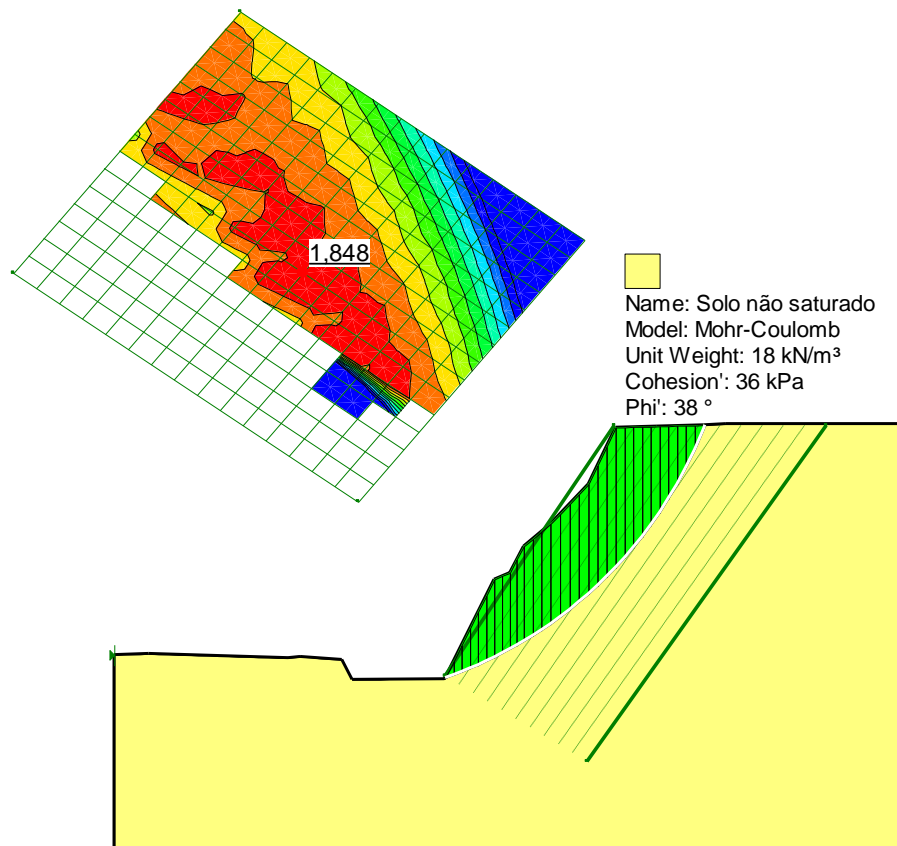 1,848
Name: Solo não saturado
Model: Mohr-Coulomb
Unit Weight: 18 kN/m³
Cohesion': 36 kPa
Phi': 38 °